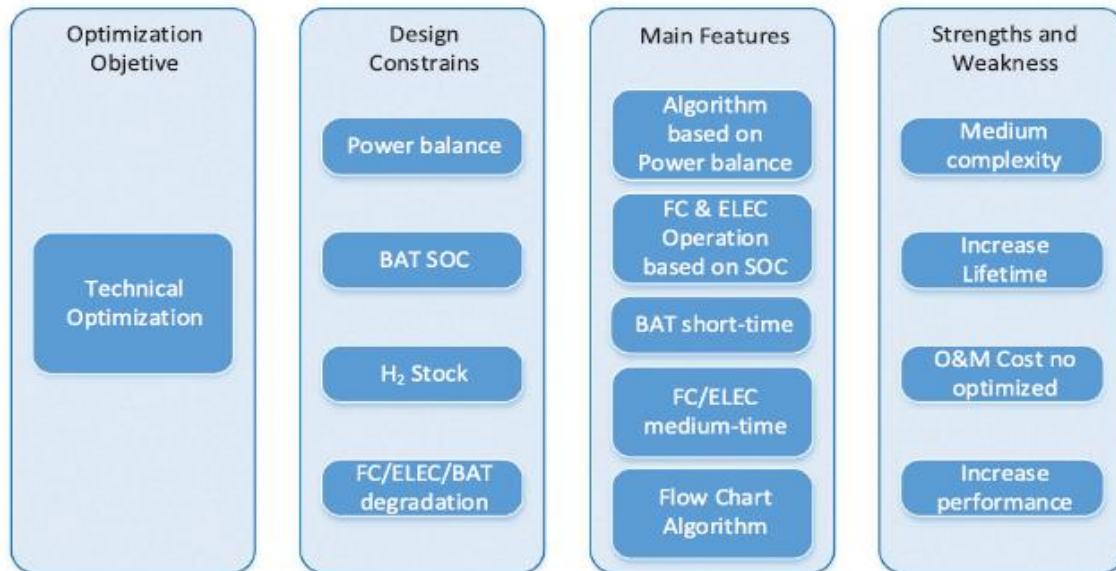 Optimization
Objetive
Technical
Optimization
Design
Constrains
Power balance
BAT SOC
H₂ Stock
FC/ELEC/BAT
degradation
Main Features
Algorithm
based on
Power balance
FC & ELEC
Operation
based on SOC
BAT short-time
FC/ELEC
medium-time
Flow Chart
Algorithm
Strengths and
Weakness
Medium
complexity
Increase
Lifetime
O&M Cost no
optimized
Increase
performance